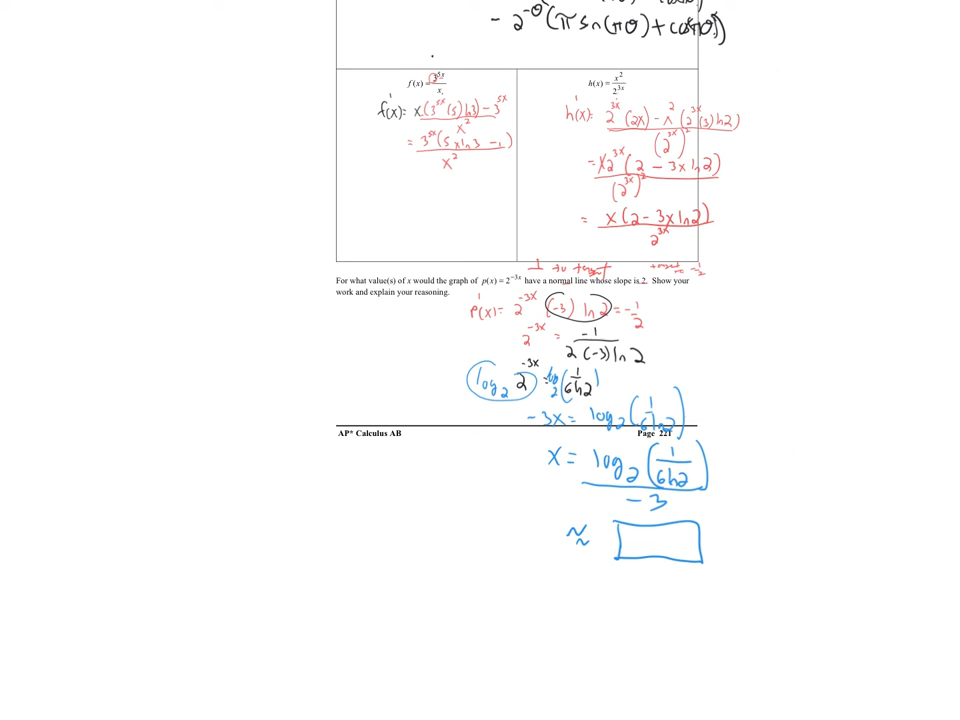 - 2^-θ (π sin(πθ) + cos(πθ))
f(x) = 3^5x / x
h(x) = x^2 / 2^3x
f'(x) = x(3^5x (5) ln3) - 3^5x / x^2
= 3^5x (5x ln3 - 1) / x^2
h'(x) = 2^3x (2x) - x^2 (2^3x (3) ln2) / (2^3x)^2
= x 2^3x (2 - 3x ln2) / (2^3x)^2
= x(2 - 3x ln2) / 2^3x
⊥ to tangent
For what value(s) of x would the graph of p(x) = 2^-3x have a normal line whose slope is 2. Show your
work and explain your reasoning.
p'(x) = 2^-3x (-3) ln2 = -1/2
2^-3x = -1 / 2(-3) ln2
log₂ 2^-3x = log₂ (1/6ln2)
-3x = log₂ (1/6ln2)
AP* Calculus AB Page 221
x = log₂ (1/6ln2) / -3
≈